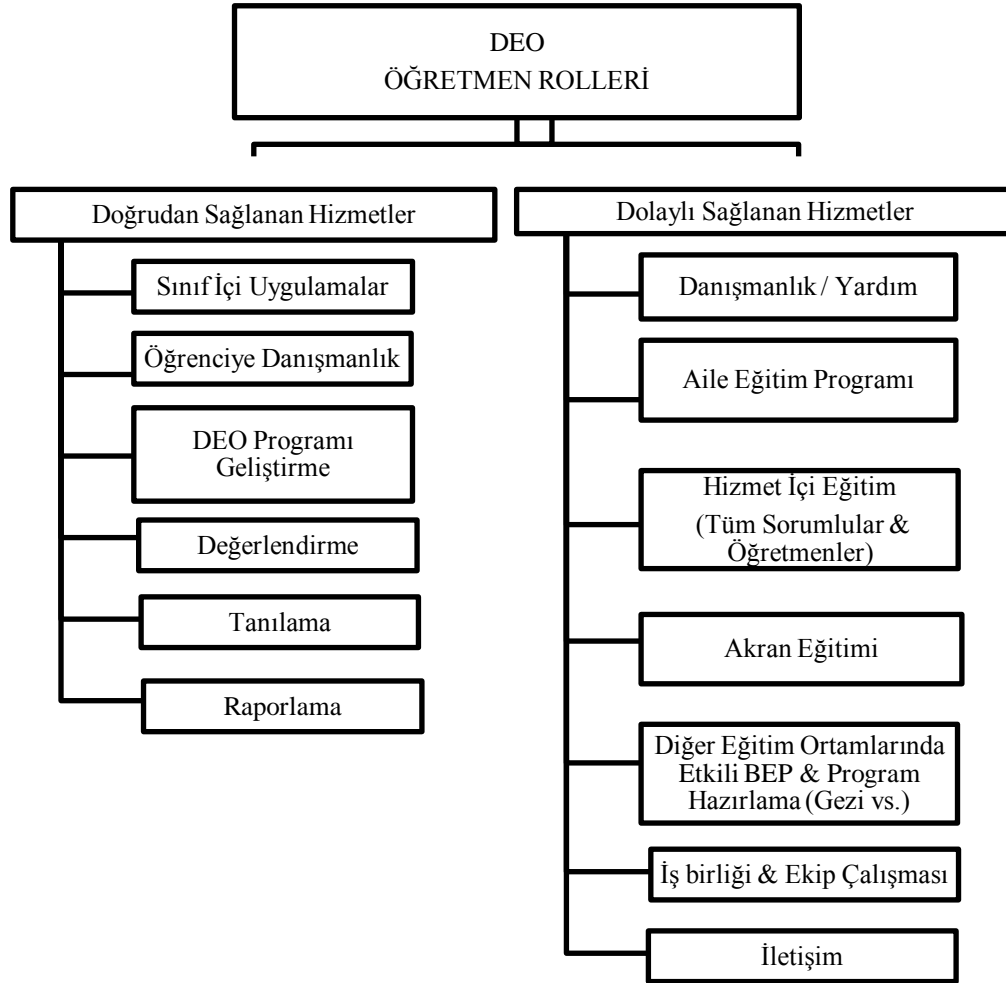 DEO
ÖĞRETMEN ROLLERİ
Doğrudan Sağlanan Hizmetler
Sınıf İçi Uygulamalar
Öğrenciye Danışmanlık
DEO Programı
Geliştirme
Değerlendirme
Tanılama
Raporlama
Dolaylı Sağlanan Hizmetler
Danışmanlık / Yardım
Aile Eğitim Programı
Hizmet İçi Eğitim
(Tüm Sorumlular &
Öğretmenler)
Akran Eğitimi
Diğer Eğitim Ortamlarında
Etkili BEP & Program
Hazırlama (Gezi vs.)
İş birliği & Ekip Çalışması
İletişim